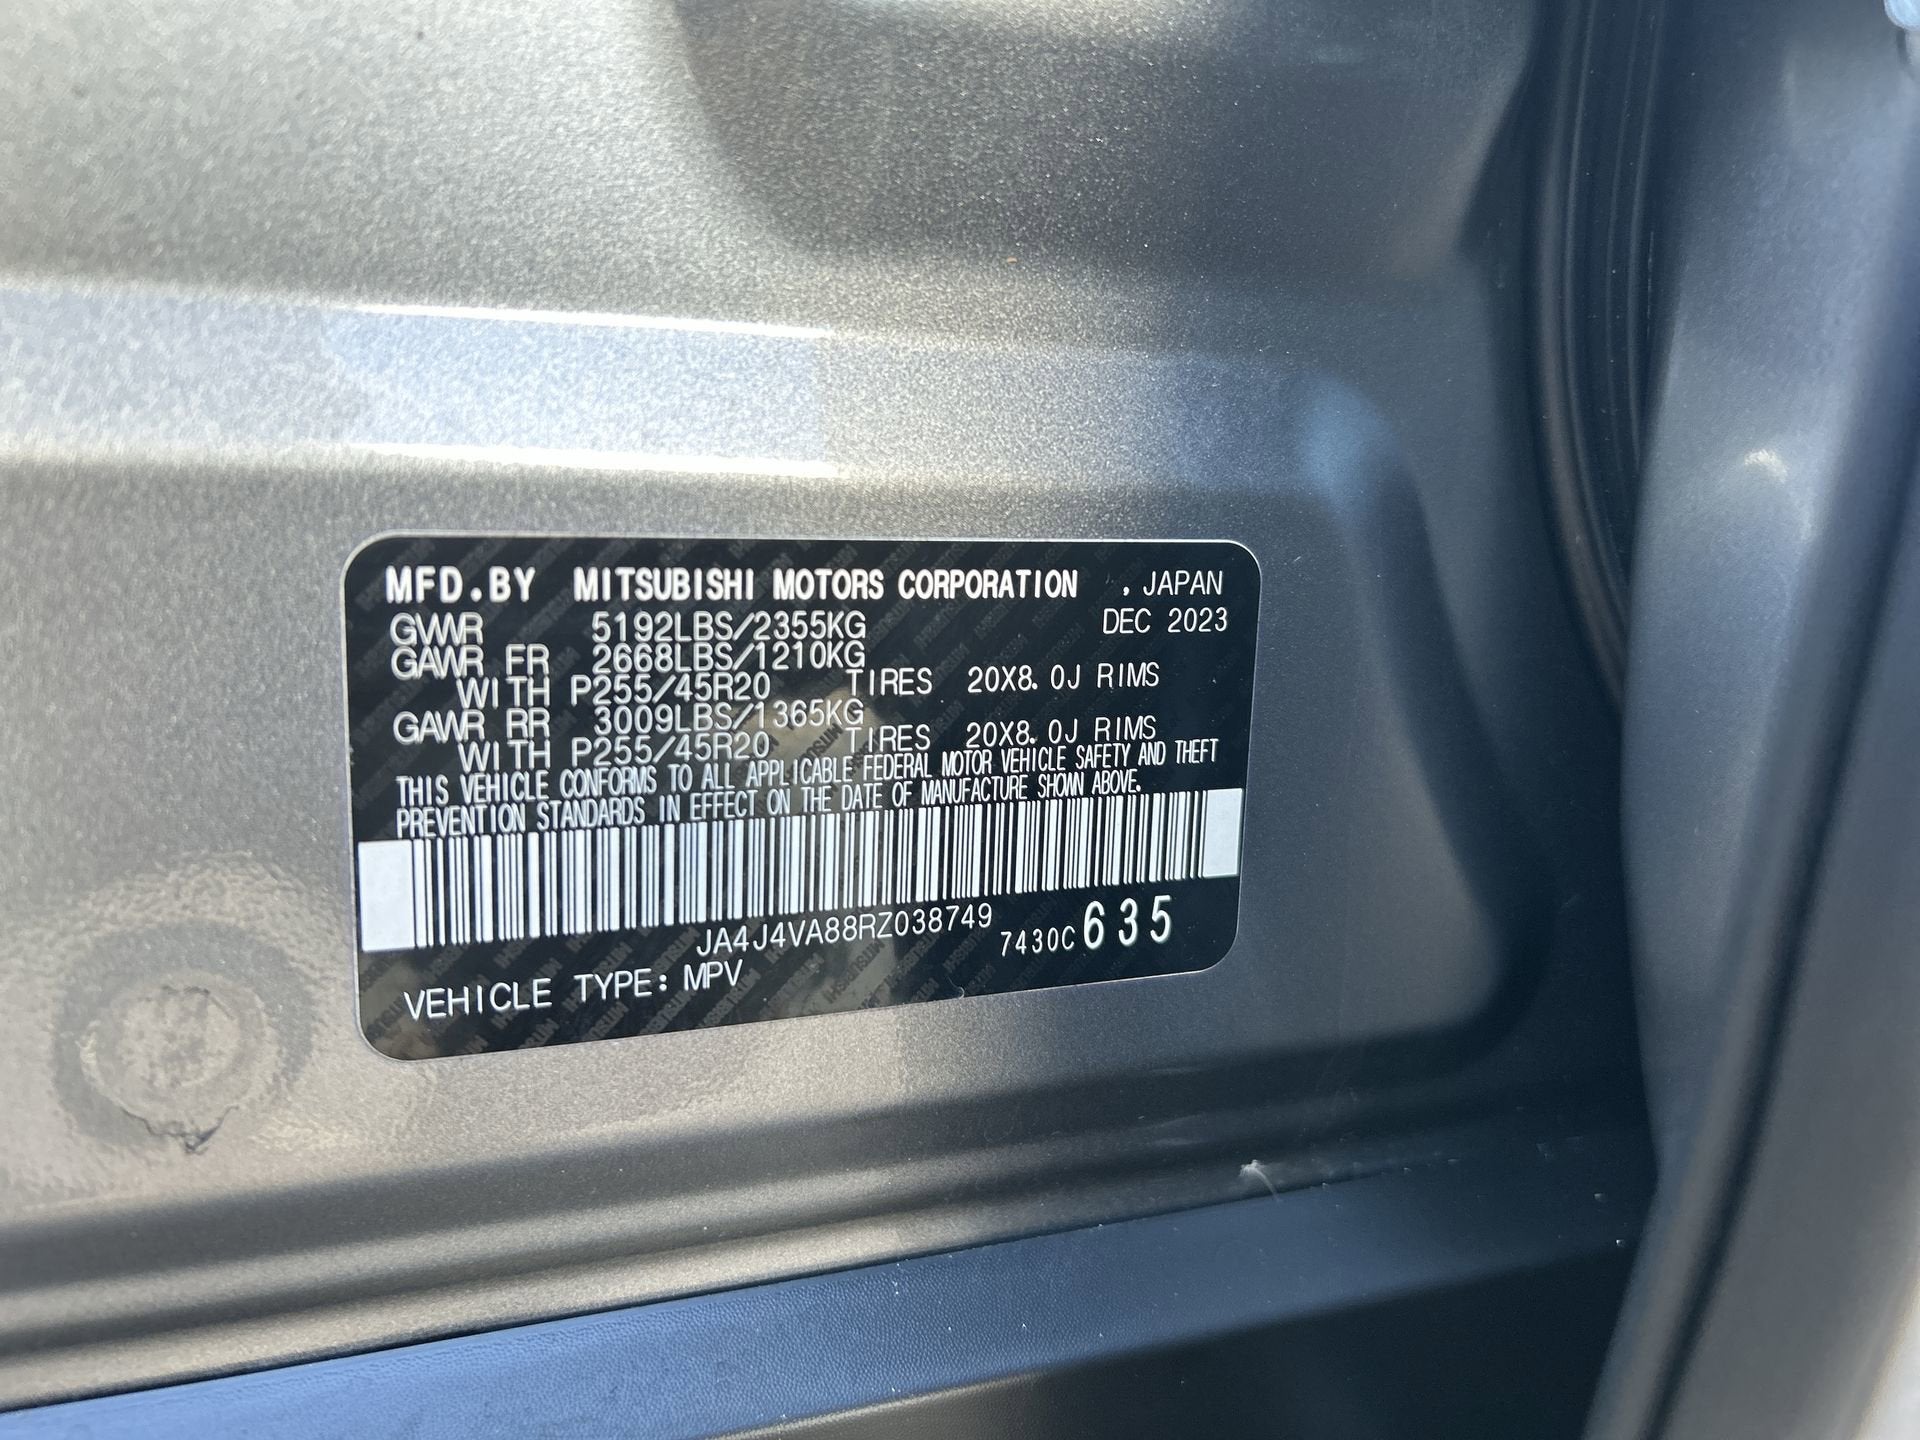 MFD.BY MITSUBISHI MOTORS CORPORATION , JAPAN
DEC 2023
GVWR 5192LBS/2355KG
GAWR FR 2668LBS/1210KG
WITH P255/45R20 TIRES 20X8.0J RIMS
GAWR RR 3009LBS/1365KG
WITH P255/45R20 TIRES 20X8.0J RIMS
THIS VEHICLE CONFORMS TO ALL APPLICABLE FEDERAL MOTOR VEHICLE SAFETY AND THEFT
PREVENTION STANDARDS IN EFFECT ON THE DATE OF MANUFACTURE SHOWN ABOVE.
JA4J4VA88RZ038749
7430C 635
VEHICLE TYPE: MPV